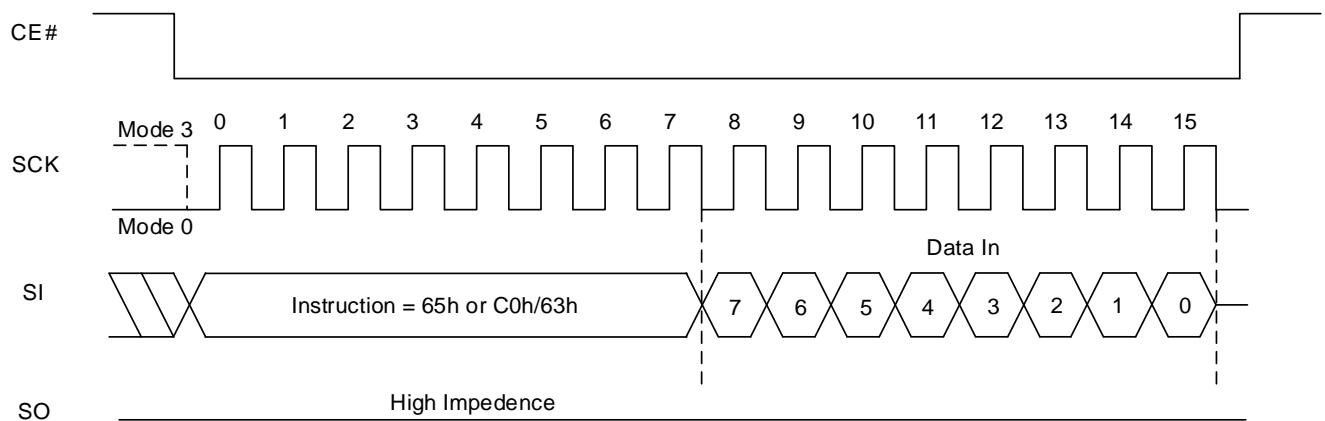 CE#
Mode 3
0 1 2 3 4 5 6 7 8 9 10 11 12 13 14 15
SCK
Mode 0
Data In
SI
Instruction = 65h or C0h/63h
7 6 5 4 3 2 1 0
High Impedence
SO